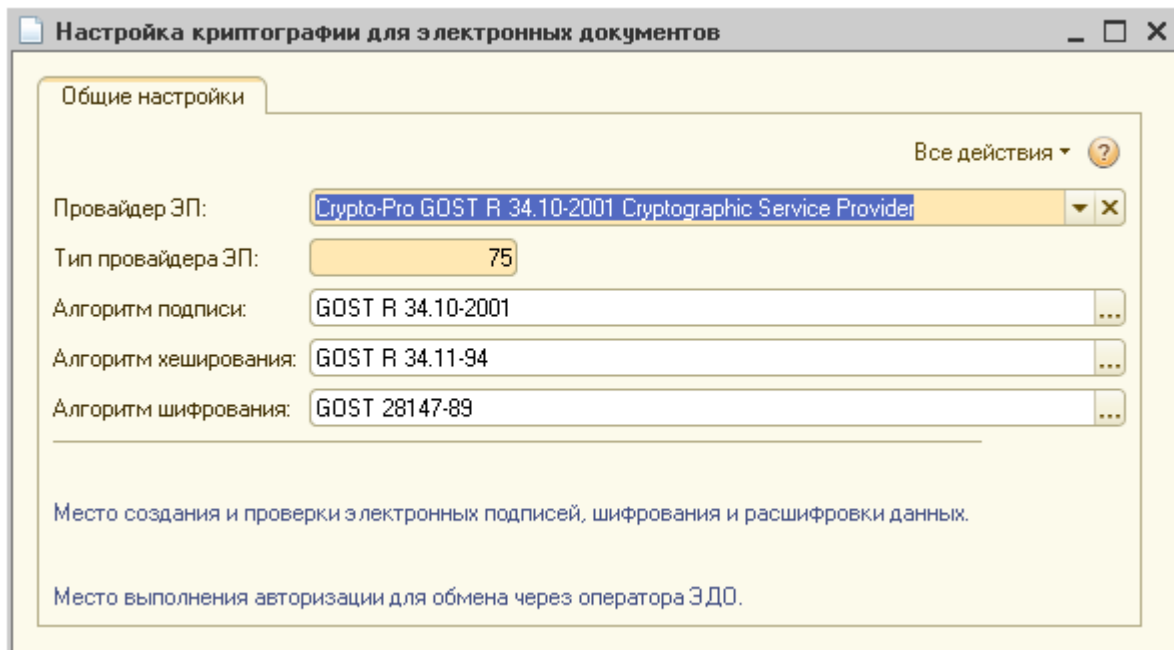 Настройка криптографии для электронных документов
Общие настройки
Все действия
Провайдер ЭП: Crypto-Pro GOST R 34.10-2001 Cryptographic Service Provider
Тип провайдера ЭП: 75
Алгоритм подписи: GOST R 34.10-2001
Алгоритм хеширования: GOST R 34.11-94
Алгоритм шифрования: GOST 28147-89
Место создания и проверки электронных подписей, шифрования и расшифровки данных.
Место выполнения авторизации для обмена через оператора ЭДО.